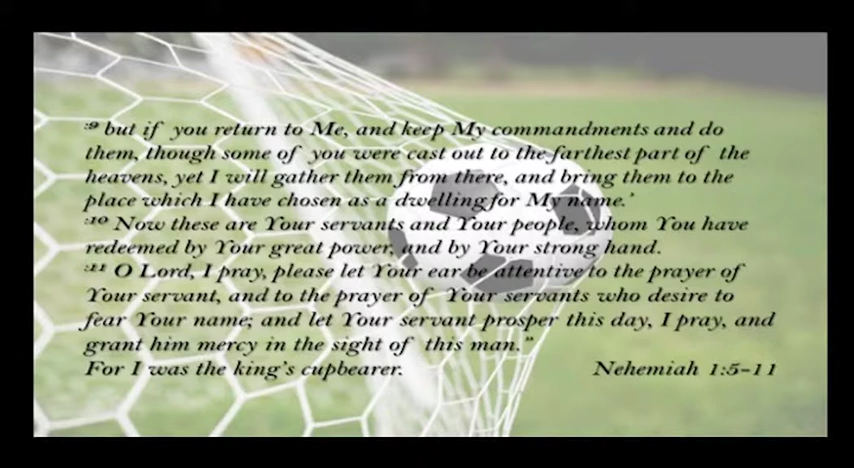 :9 but if you return to Me, and keep My commandments and do
them, though some of you were cast out to the farthest part of the
heavens, yet I will gather them from there, and bring them to the
place which I have chosen as a dwelling for My name.'
:10 Now these are Your servants and Your people, whom You have
redeemed by Your great power, and by Your strong hand.
:11 O Lord, I pray, please let Your ear be attentive to the prayer of
Your servant, and to the prayer of Your servants who desire to
fear Your name; and let Your servant prosper this day, I pray, and
grant him mercy in the sight of this man."
For I was the king's cupbearer. Nehemiah 1:5-11